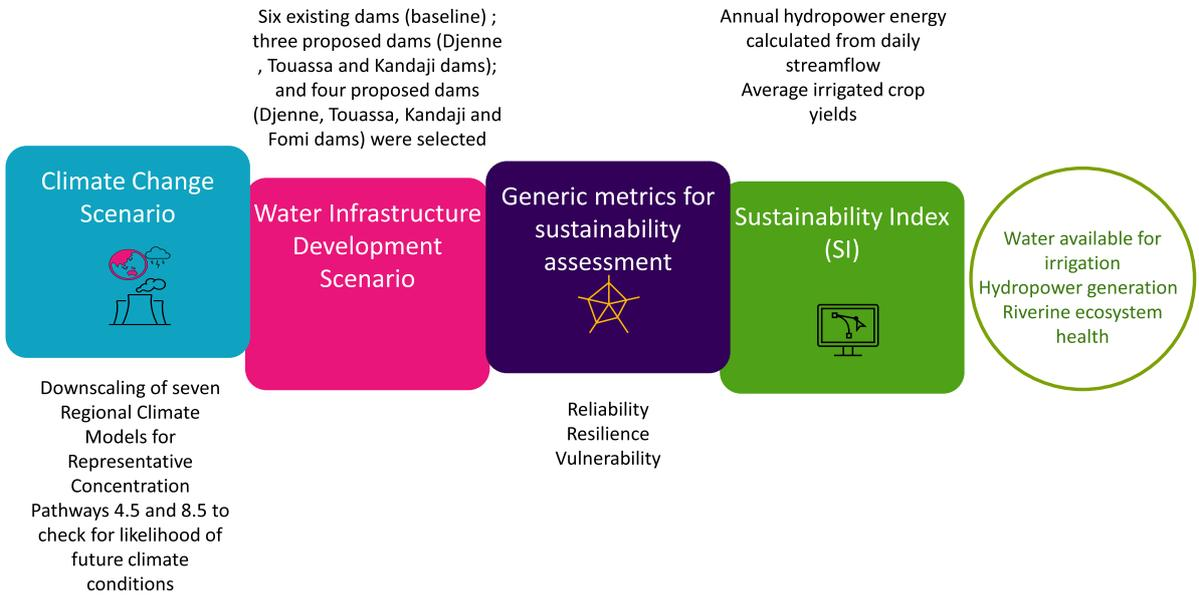 Climate Change
Scenario
Downscaling of seven
Regional Climate
Models for
Representative
Concentration
Pathways 4.5 and 8.5 to
check for likelihood of
future climate
conditions
Six existing dams (baseline) ;
three proposed dams (Djenne
, Touassa and Kandaji dams);
and four proposed dams
(Djenne, Touassa, Kandaji and
Fomi dams) were selected
Water Infrastructure
Development
Scenario
Generic metrics for
sustainability
assessment
Reliability
Resilience
Vulnerability
Annual hydropower energy
calculated from daily
streamflow
Average irrigated crop
yields
Sustainability Index
(SI)
Water available for
irrigation
Hydropower generation
Riverine ecosystem
health